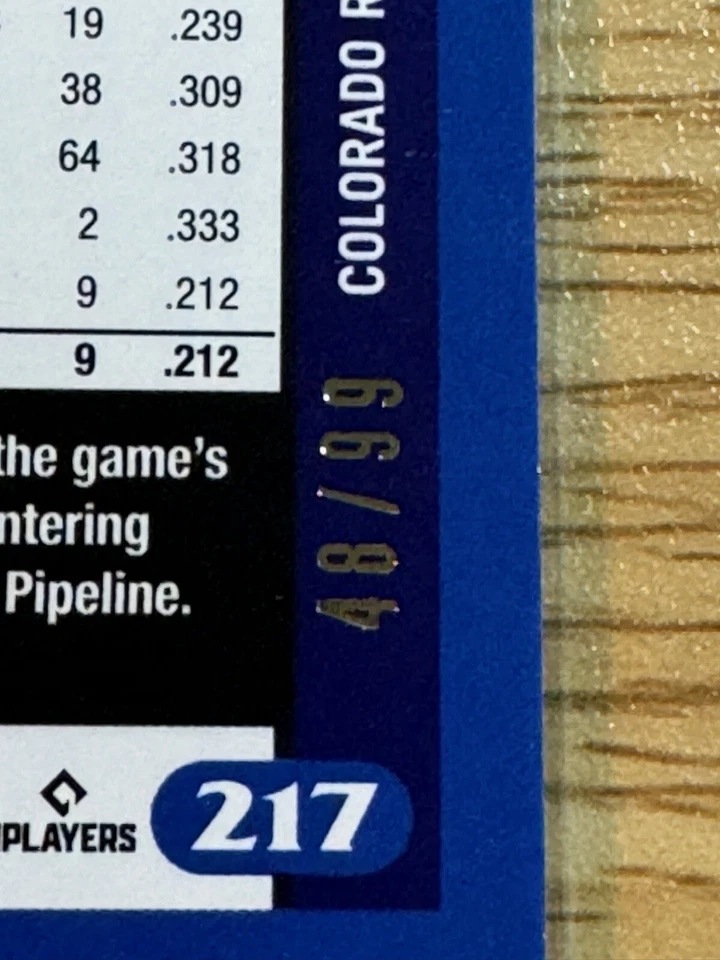 19 .239
38 .309
64 .318
2 .333
9 .212
9 .212
the game's
ntering
Pipeline.
COLORADO R
48/99
PLAYERS
217